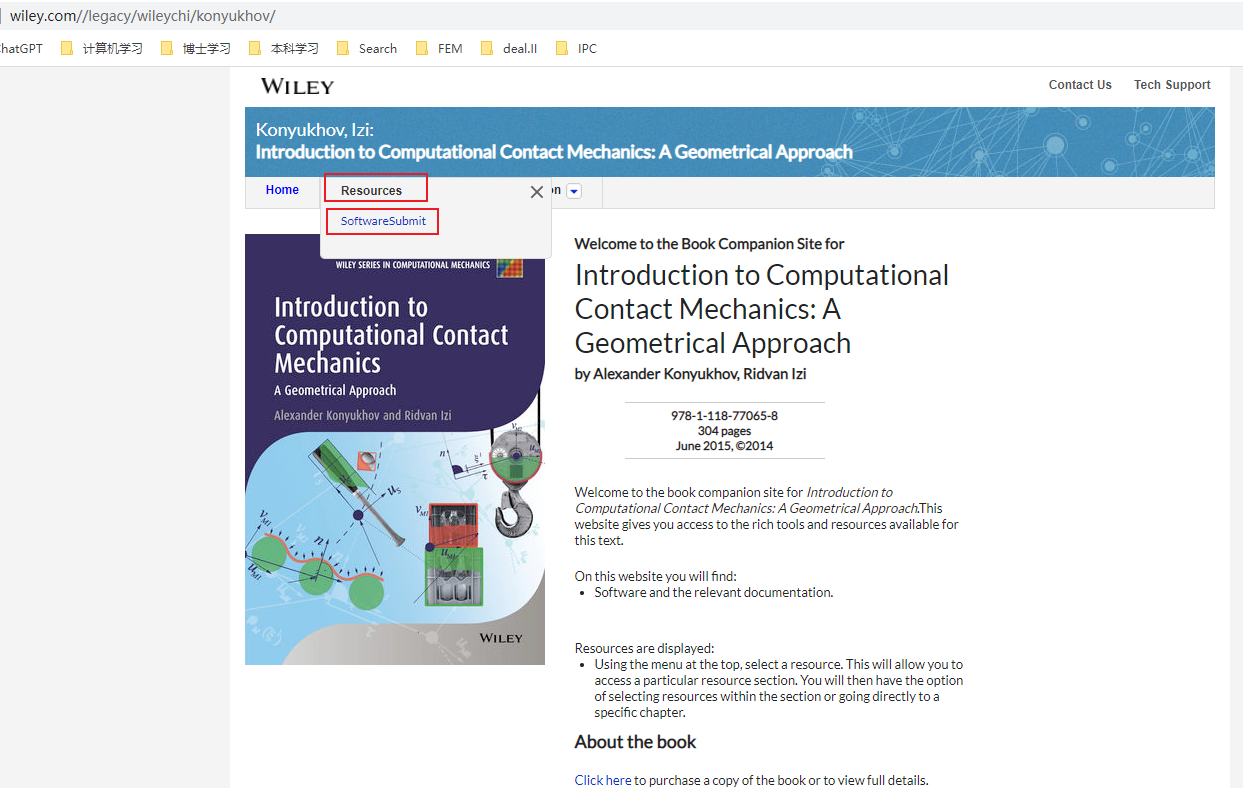 wiley.com//legacy/wileychi/konyukhov/
hatGPT 计算机学习 博士学习 本科学习 Search FEM deal.II IPC
WILEY Contact Us Tech Support
Konyukhov, Izi:
Introduction to Computational Contact Mechanics: A Geometrical Approach
Home Resources on
SoftwareSubmit
WILEY SERIES IN COMPUTATIONAL MECHANICS
Introduction to
Computational Contact
Mechanics
A Geometrical Approach
Alexander Konyukhov and Ridvan Izi
WILEY
Welcome to the Book Companion Site for
Introduction to Computational
Contact Mechanics: A
Geometrical Approach
by Alexander Konyukhov, Ridvan Izi
978-1-118-77065-8
304 pages
June 2015, ©2014
Welcome to the book companion site for Introduction to
Computational Contact Mechanics: A Geometrical Approach.This
website gives you access to the rich tools and resources available for
this text.
On this website you will find:
• Software and the relevant documentation.
Resources are displayed:
• Using the menu at the top, select a resource. This will allow you to
access a particular resource section. You will then have the option
of selecting resources within the section or going directly to a
specific chapter.
About the book
Click here to purchase a copy of the book or to view full details.